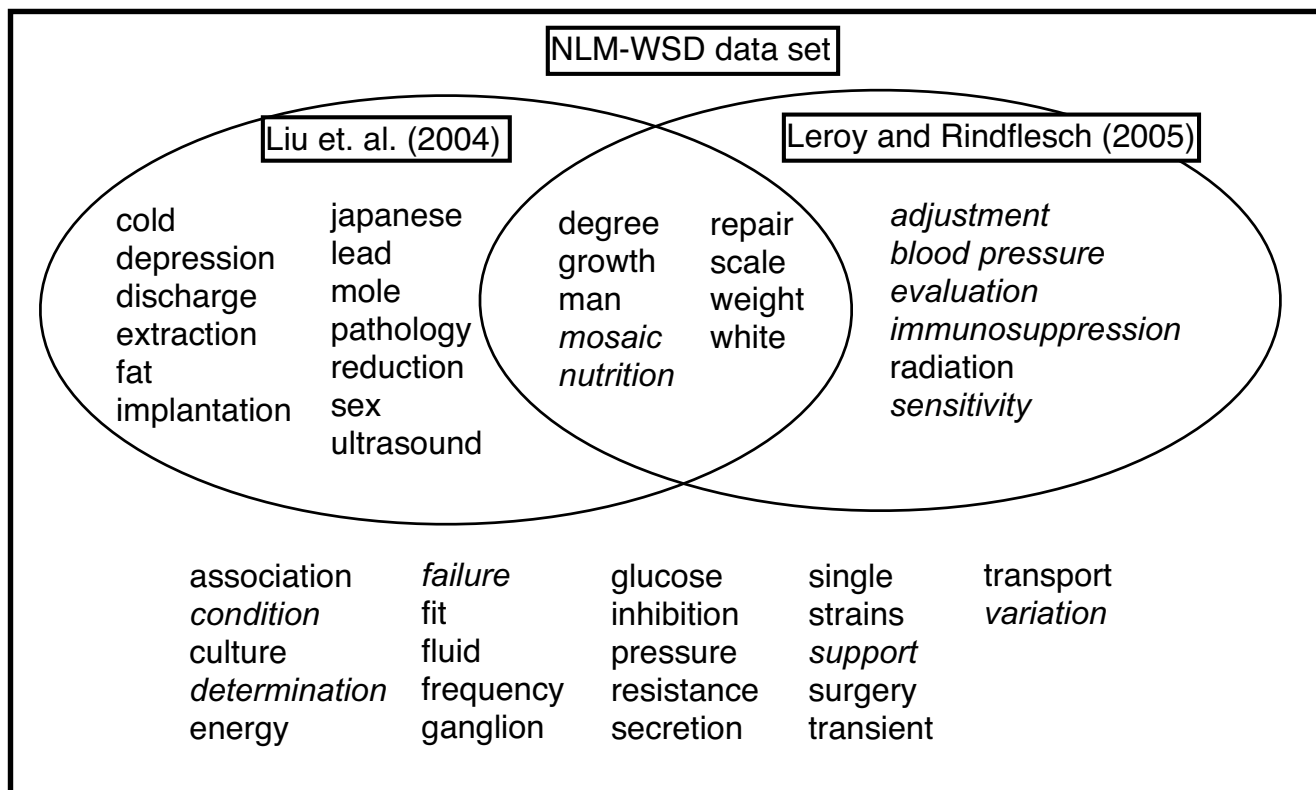 NLM-WSD data set
Liu et. al. (2004)
Leroy and Rindflesch (2005)
cold
depression
discharge
extraction
fat
implantation
japanese
lead
mole
pathology
reduction
sex
ultrasound
degree
growth
man
mosaic
nutrition
repair
scale
weight
white
adjustment
blood pressure
evaluation
immunosuppression
radiation
sensitivity
association
condition
culture
determination
energy
failure
fit
fluid
frequency
ganglion
glucose
inhibition
pressure
resistance
secretion
single
strains
support
surgery
transient
transport
variation